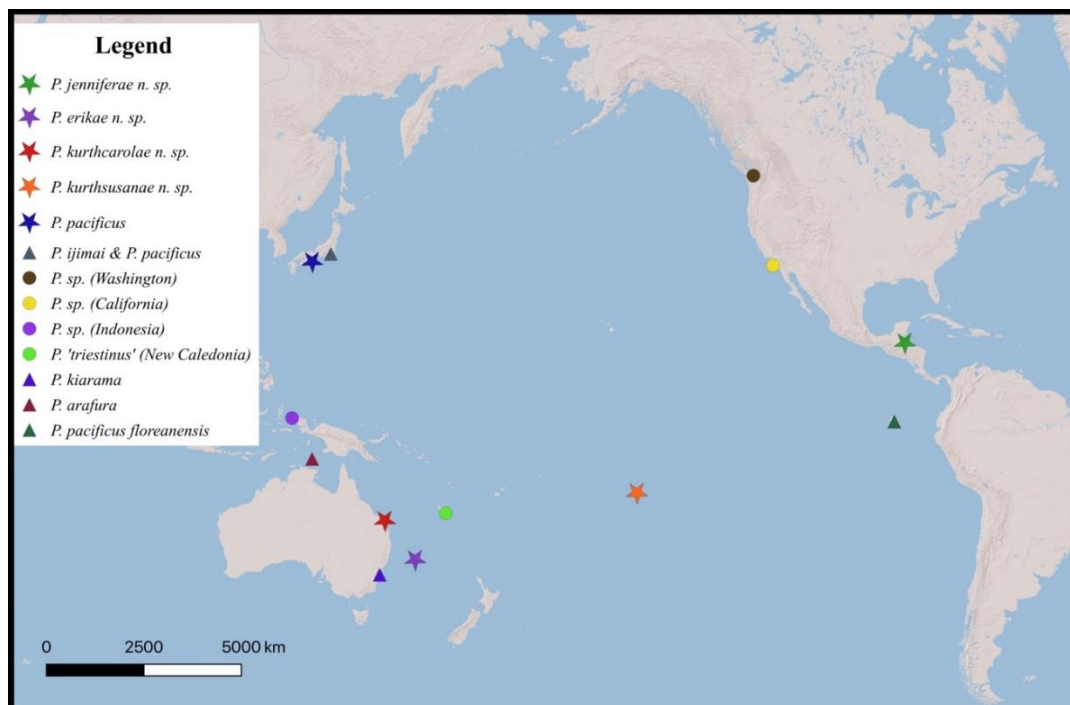 Legend
P. jenniferae n. sp.
P. erikae n. sp.
P. kurthcarolae n. sp.
P. kurthsusanae n. sp.
P. pacificus
P. ijimai & P. pacificus
P. sp. (Washington)
P. sp. (California)
P. sp. (Indonesia)
P. 'triestinus' (New Caledonia)
P. kiarama
P. arafura
P. pacificus floreanensis
0 2500 5000 km